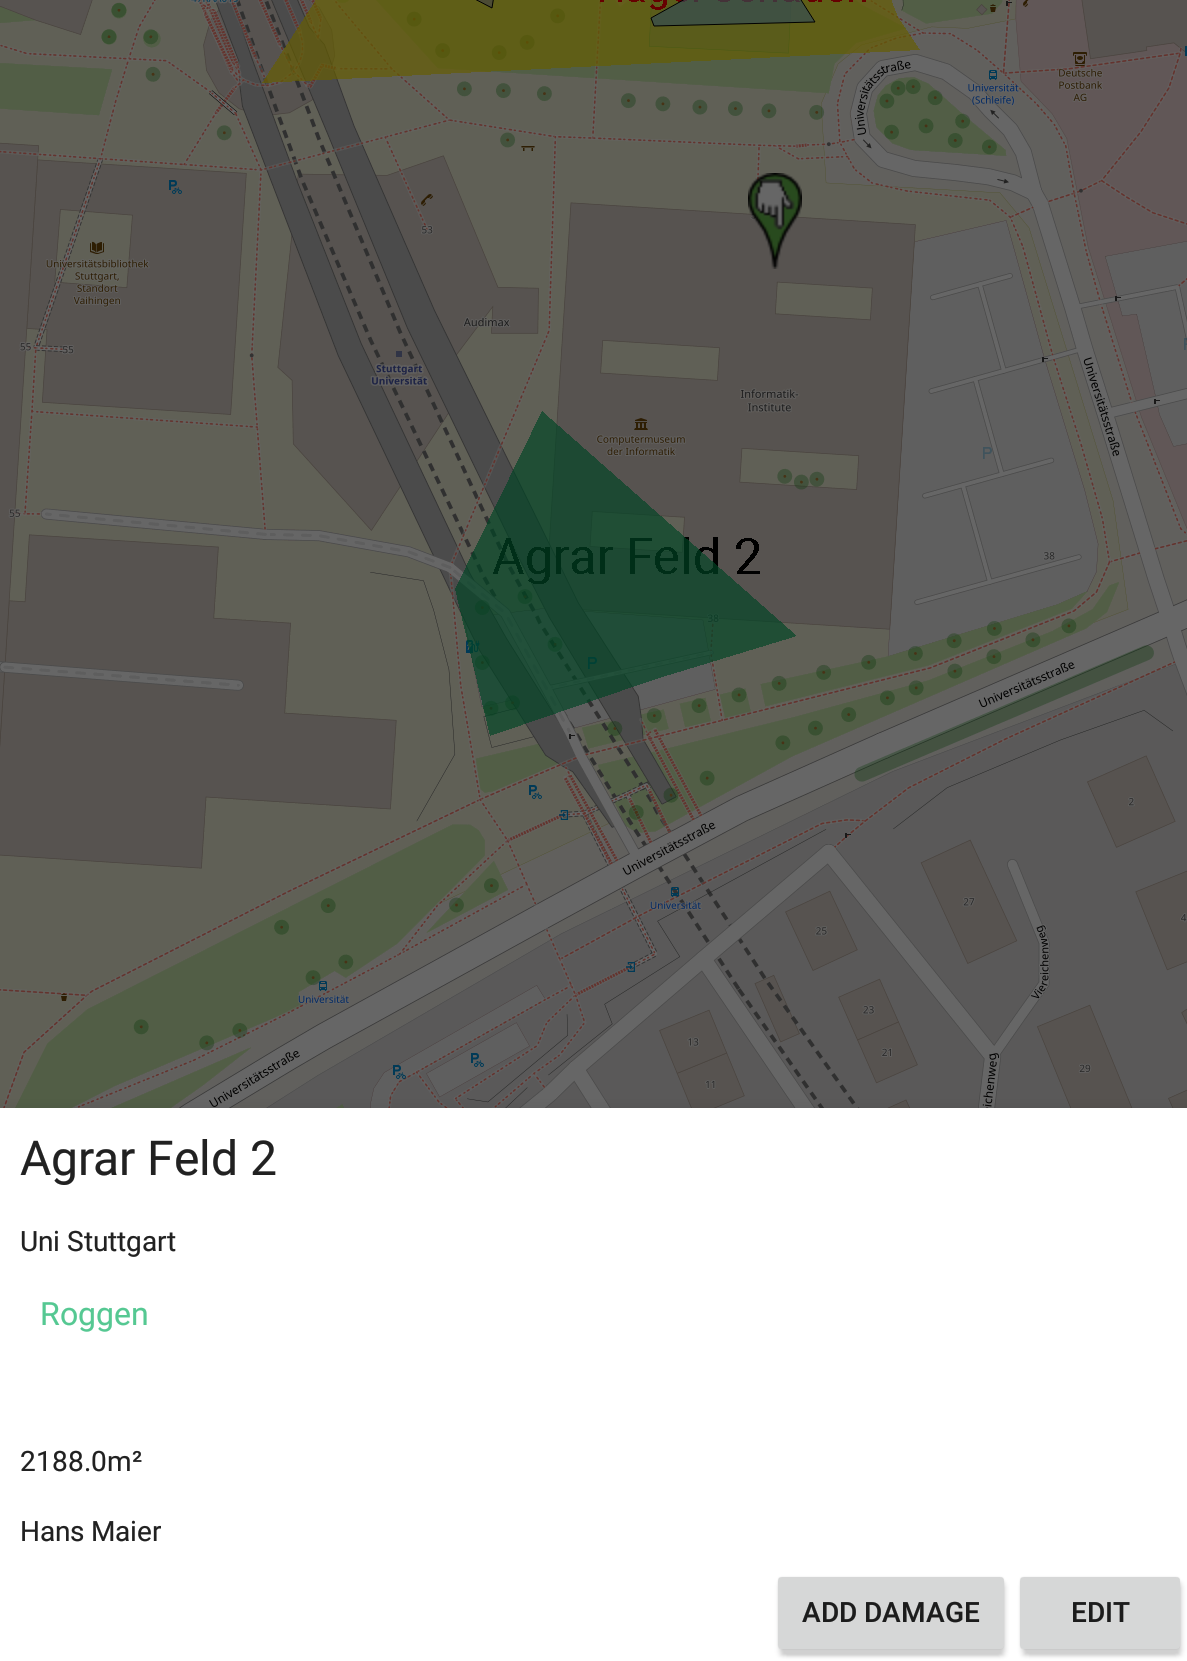 Universitätsstraße
Universität
(Schleife)
Deutsche
Postbank
AG
Universitätsbibliothek
Stuttgart,
Standort
Vaihingen
53
Audimax
55
55
Stuttgart
Universität
Informatik-
Institute
Computermuseum
der Informatik
Universitätsstraße
P
55
Agrar Feld 2
38
38
P
Universitätsstraße
2
Universitätsstraße
Universität
27
25
4
Viereichenweg
Universität
23
21
13
11
29
Universitätsstraße
ichenweg
Agrar Feld 2
Uni Stuttgart
Roggen
2188.0m²
Hans Maier
ADD DAMAGE
EDIT